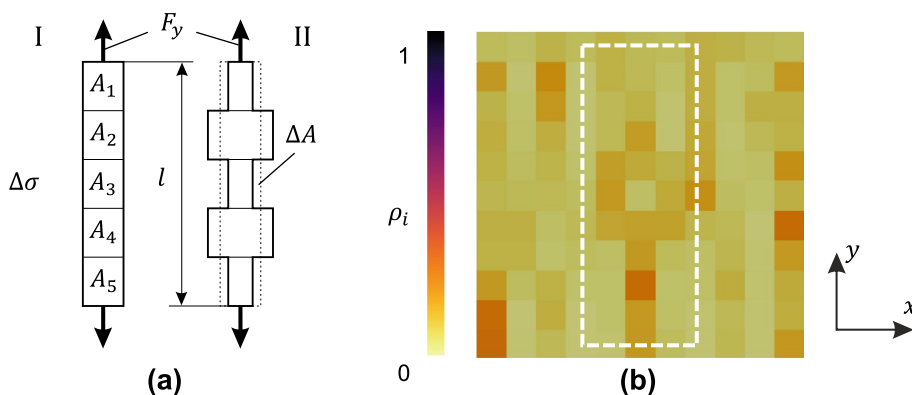 I
F_y
II
A_1
A_2
A_3
A_4
A_5
Δσ
l
ΔA
(a)
1
ρ_i
0
(b)
y
x